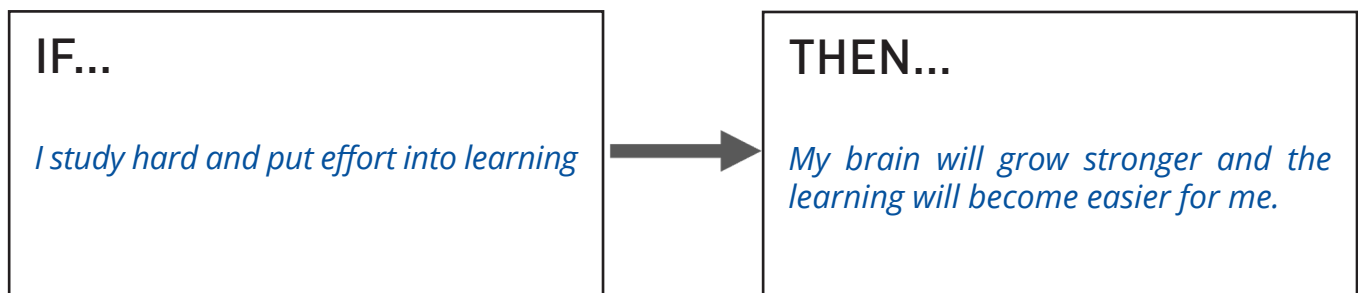 IF...
I study hard and put effort into learning
THEN...
My brain will grow stronger and the
learning will become easier for me.